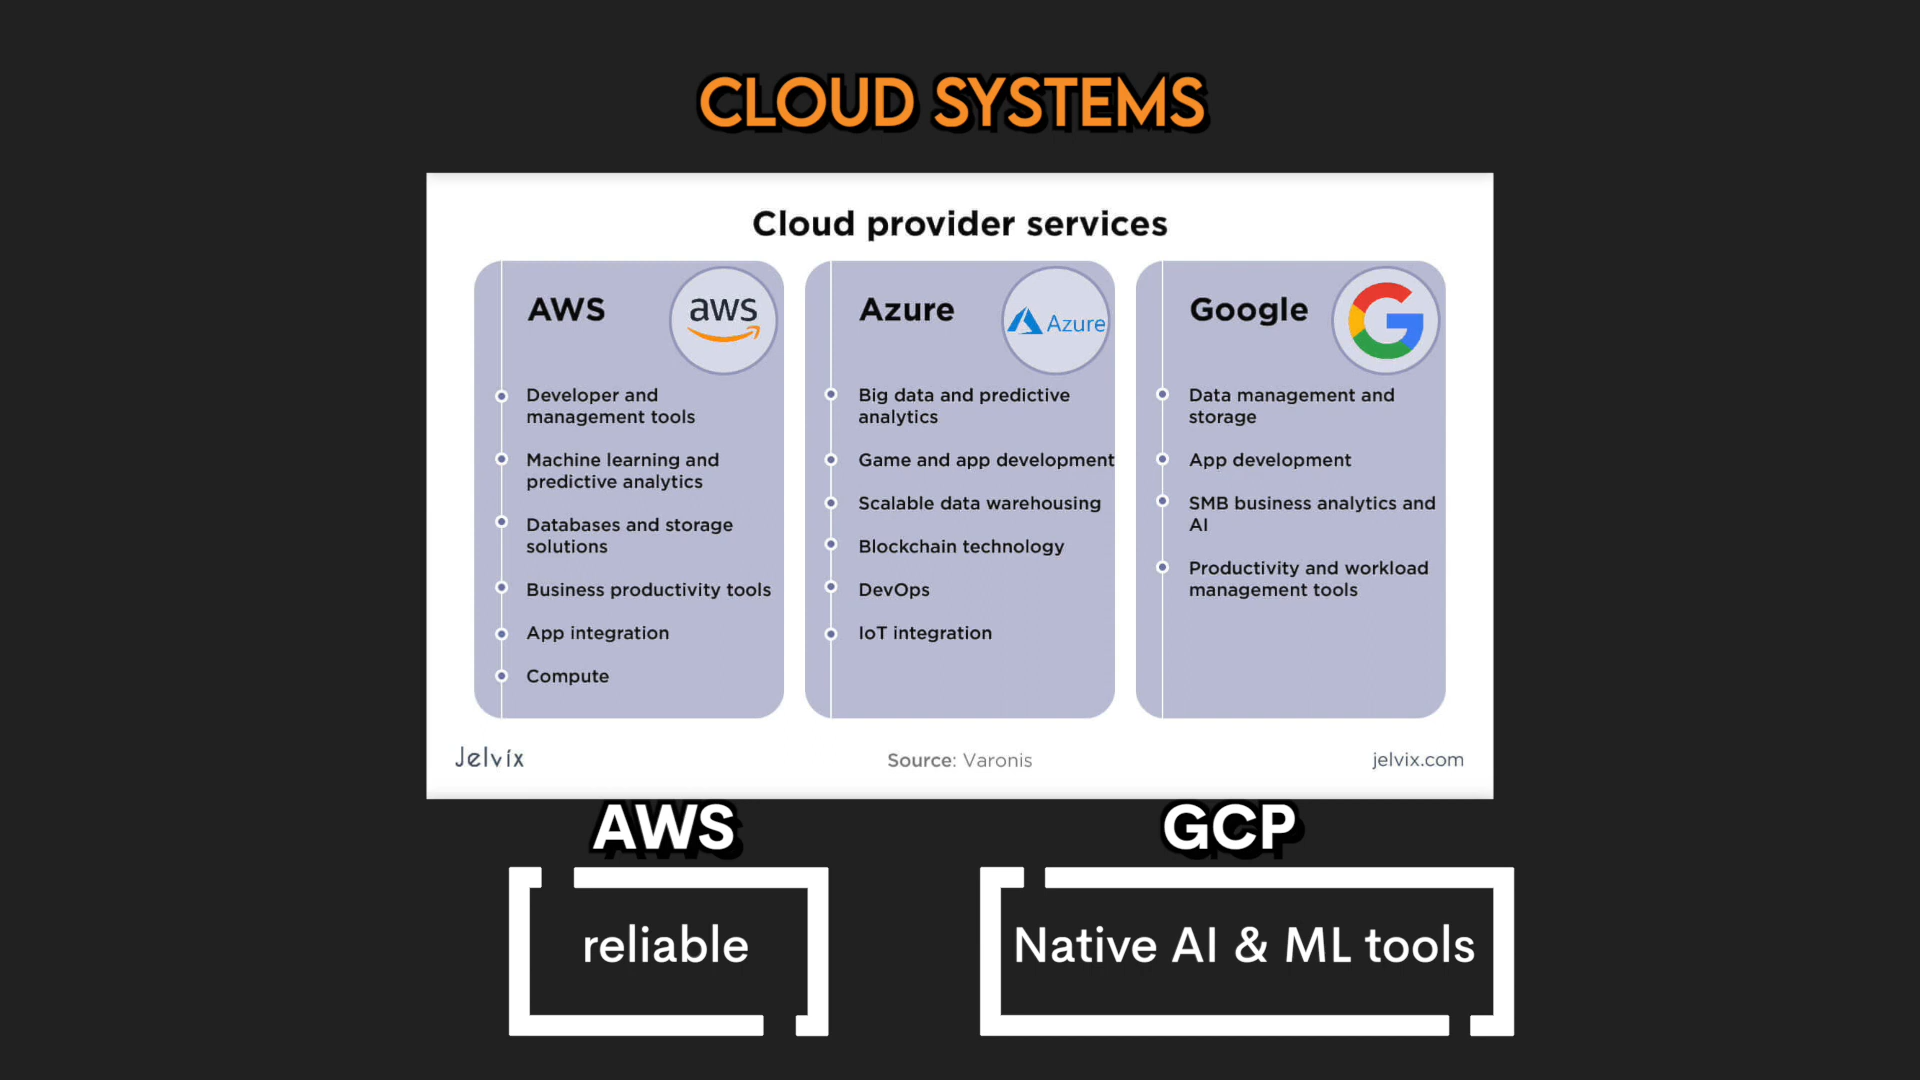 CLOUD SYSTEMS
Cloud provider services
AWS
aws
Developer and
management tools
Machine learning and
predictive analytics
Databases and storage
solutions
Business productivity tools
App integration
Compute
Azure
Azure
Big data and predictive
analytics
Game and app development
Scalable data warehousing
Blockchain technology
DevOps
IoT integration
Google
G
Data management and
storage
App development
SMB business analytics and
AI
Productivity and workload
management tools
Jelvix
Source: Varonis
jelvix.com
AWS
reliable
GCP
Native AI & ML tools